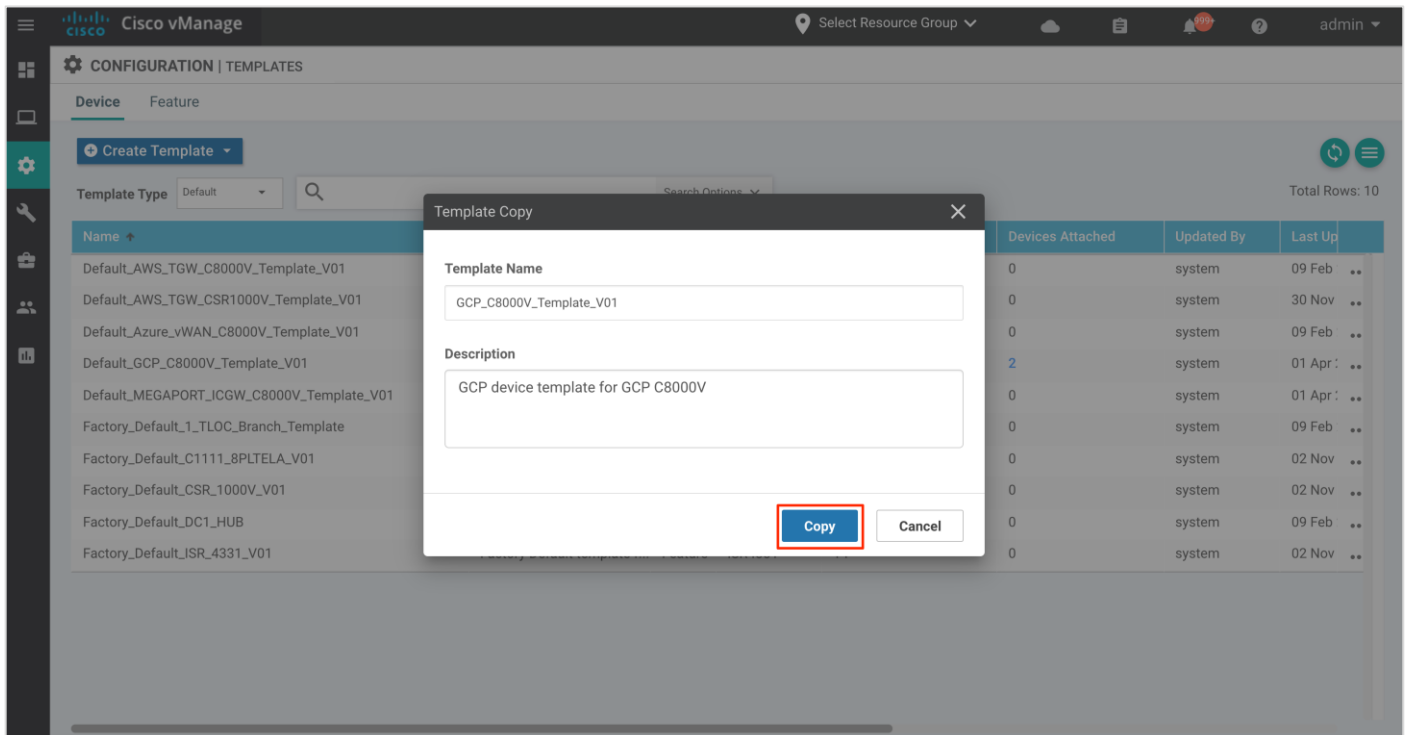 cisco Cisco vManage Select Resource Group 999+ admin
CONFIGURATION | TEMPLATES
Device Feature
Create Template
Template Type Default Search Options Total Rows: 10
Template Copy
Name Devices Attached Updated By Last Up
Default_AWS_TGW_C8000V_Template_V01 0 system 09 Feb
Default_AWS_TGW_CSR1000V_Template_V01 0 system 30 Nov
Default_Azure_vWAN_C8000V_Template_V01 0 system 09 Feb
Default_GCP_C8000V_Template_V01 2 system 01 Apr
Default_MEGAPORT_ICGW_C8000V_Template_V01 0 system 01 Apr
Factory_Default_1_TLOC_Branch_Template 0 system 09 Feb
Factory_Default_C1111_8PLTELA_V01 0 system 02 Nov
Factory_Default_CSR_1000V_V01 0 system 02 Nov
Factory_Default_DC1_HUB 0 system 09 Feb
Factory_Default_ISR_4331_V01 0 system 02 Nov
Template Name
GCP_C8000V_Template_V01
Description
GCP device template for GCP C8000V
Copy Cancel